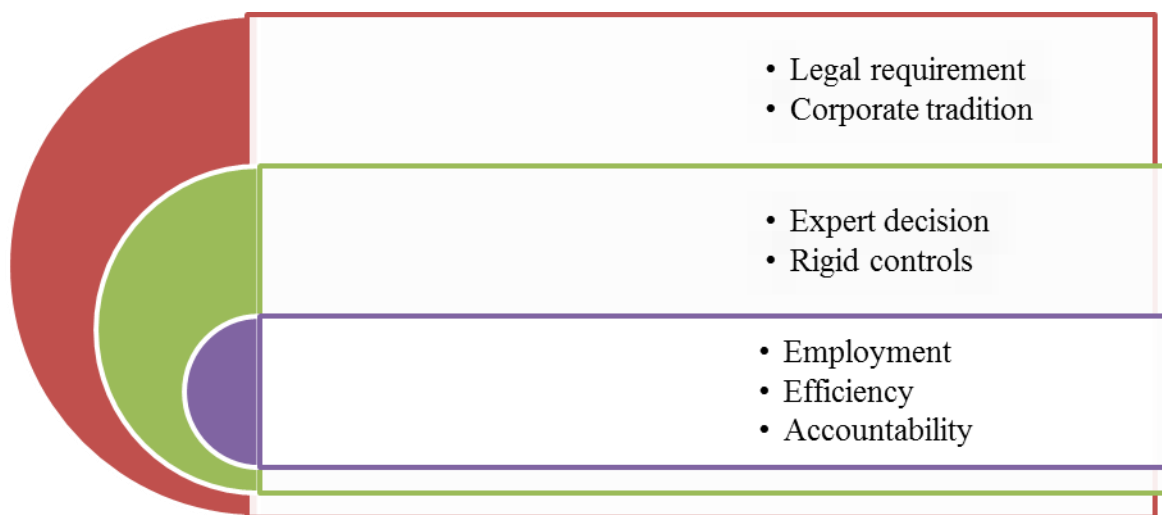 • Legal requirement
• Corporate tradition
• Expert decision
• Rigid controls
• Employment
• Efficiency
• Accountability